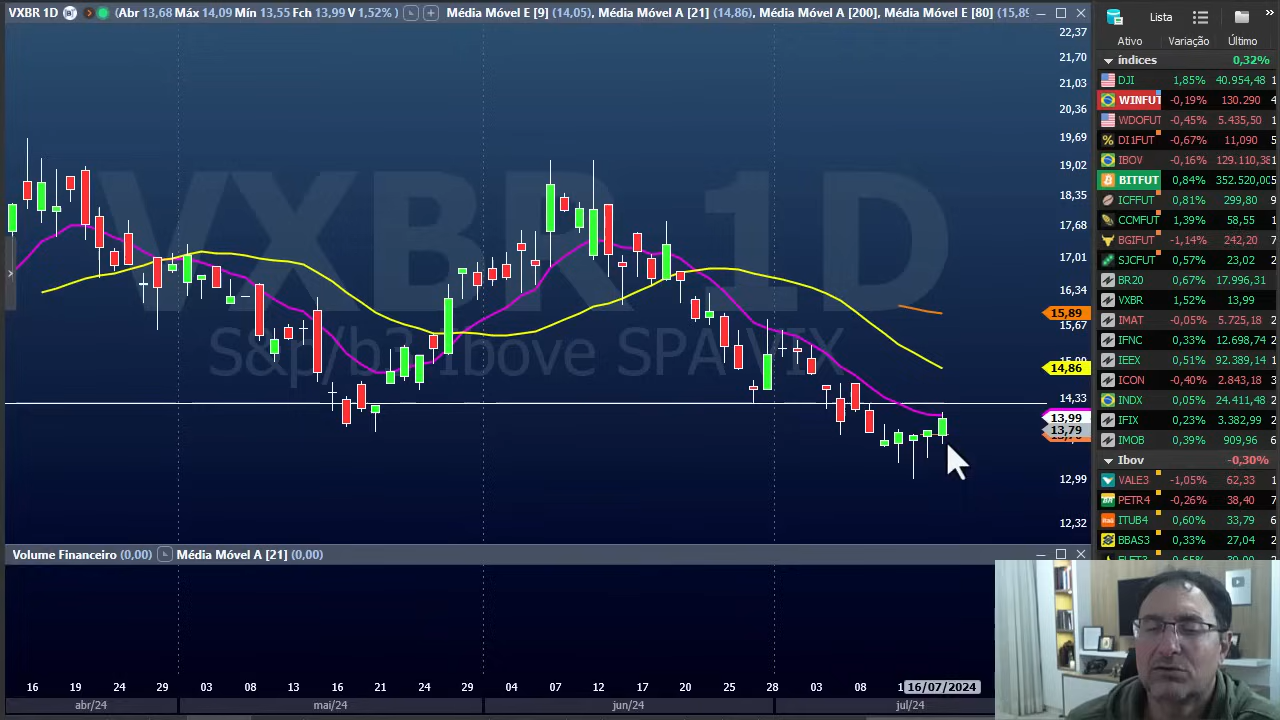 VXBR 1D (Abr 13,68 Máx 14,09 Mín 13,55 Fch 13,99 V 1,52%) Média Móvel E [9] (14,05), Média Móvel A [21] (14,86), Média Móvel A [200], Média Móvel E [80] (15,89
VXBR 1D
S&p/b3 Ibove SPA VIX
22,37
21,70
21,03
20,36
19,69
19,02
18,35
17,68
17,01
16,34
15,89
15,67
15,00
14,86
14,33
13,99
13,79
12,99
12,32
Volume Financeiro (0,00) Média Móvel A [21] (0,00)
16 19 24 29 03 08 13 16 21 24 29 04 07 12 17 20 25 28 03 08 16/07/2024
abr/24 mai/24 jun/24 jul/24
Lista
Ativo Variação Último
índices 0,32%
DJI 1,85% 40.954,48
WINFUT -0,19% 130.290
WDOFUT -0,45% 5.435,50
DI1FUT -0,67% 11,090
IBOV -0,16% 129.110,38
BITFUT 0,84% 352.520,00
ICFFUT 0,81% 299,80
CCMFUT 1,39% 58,55
BGIFUT -1,14% 242,20
SJCFUT 0,57% 23,02
BR20 0,67% 17.996,31
VXBR 1,52% 13,99
IMAT -0,05% 5.725,18
IFNC 0,33% 12.698,74
IEEX 0,51% 92.389,14
ICON -0,40% 2.843,18
INDX 0,05% 24.411,48
IFIX 0,23% 3.382,99
IMOB 0,39% 909,96
Ibov -0,30%
VALE3 -1,05% 62,33
PETR4 -0,26% 38,40
ITUB4 0,60% 33,79
BBAS3 0,33% 27,04